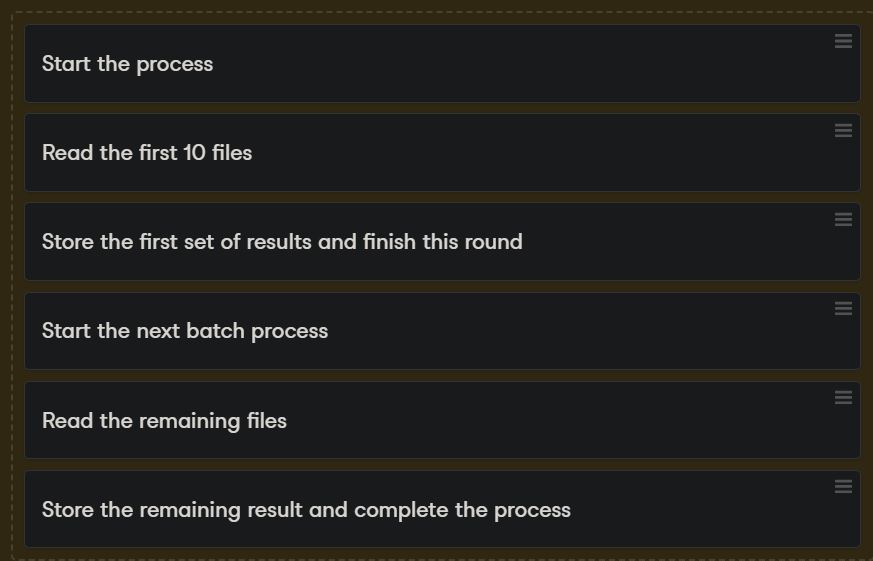 Start the process
Read the first 10 files
Store the first set of results and finish this round
Start the next batch process
Read the remaining files
Store the remaining result and complete the process